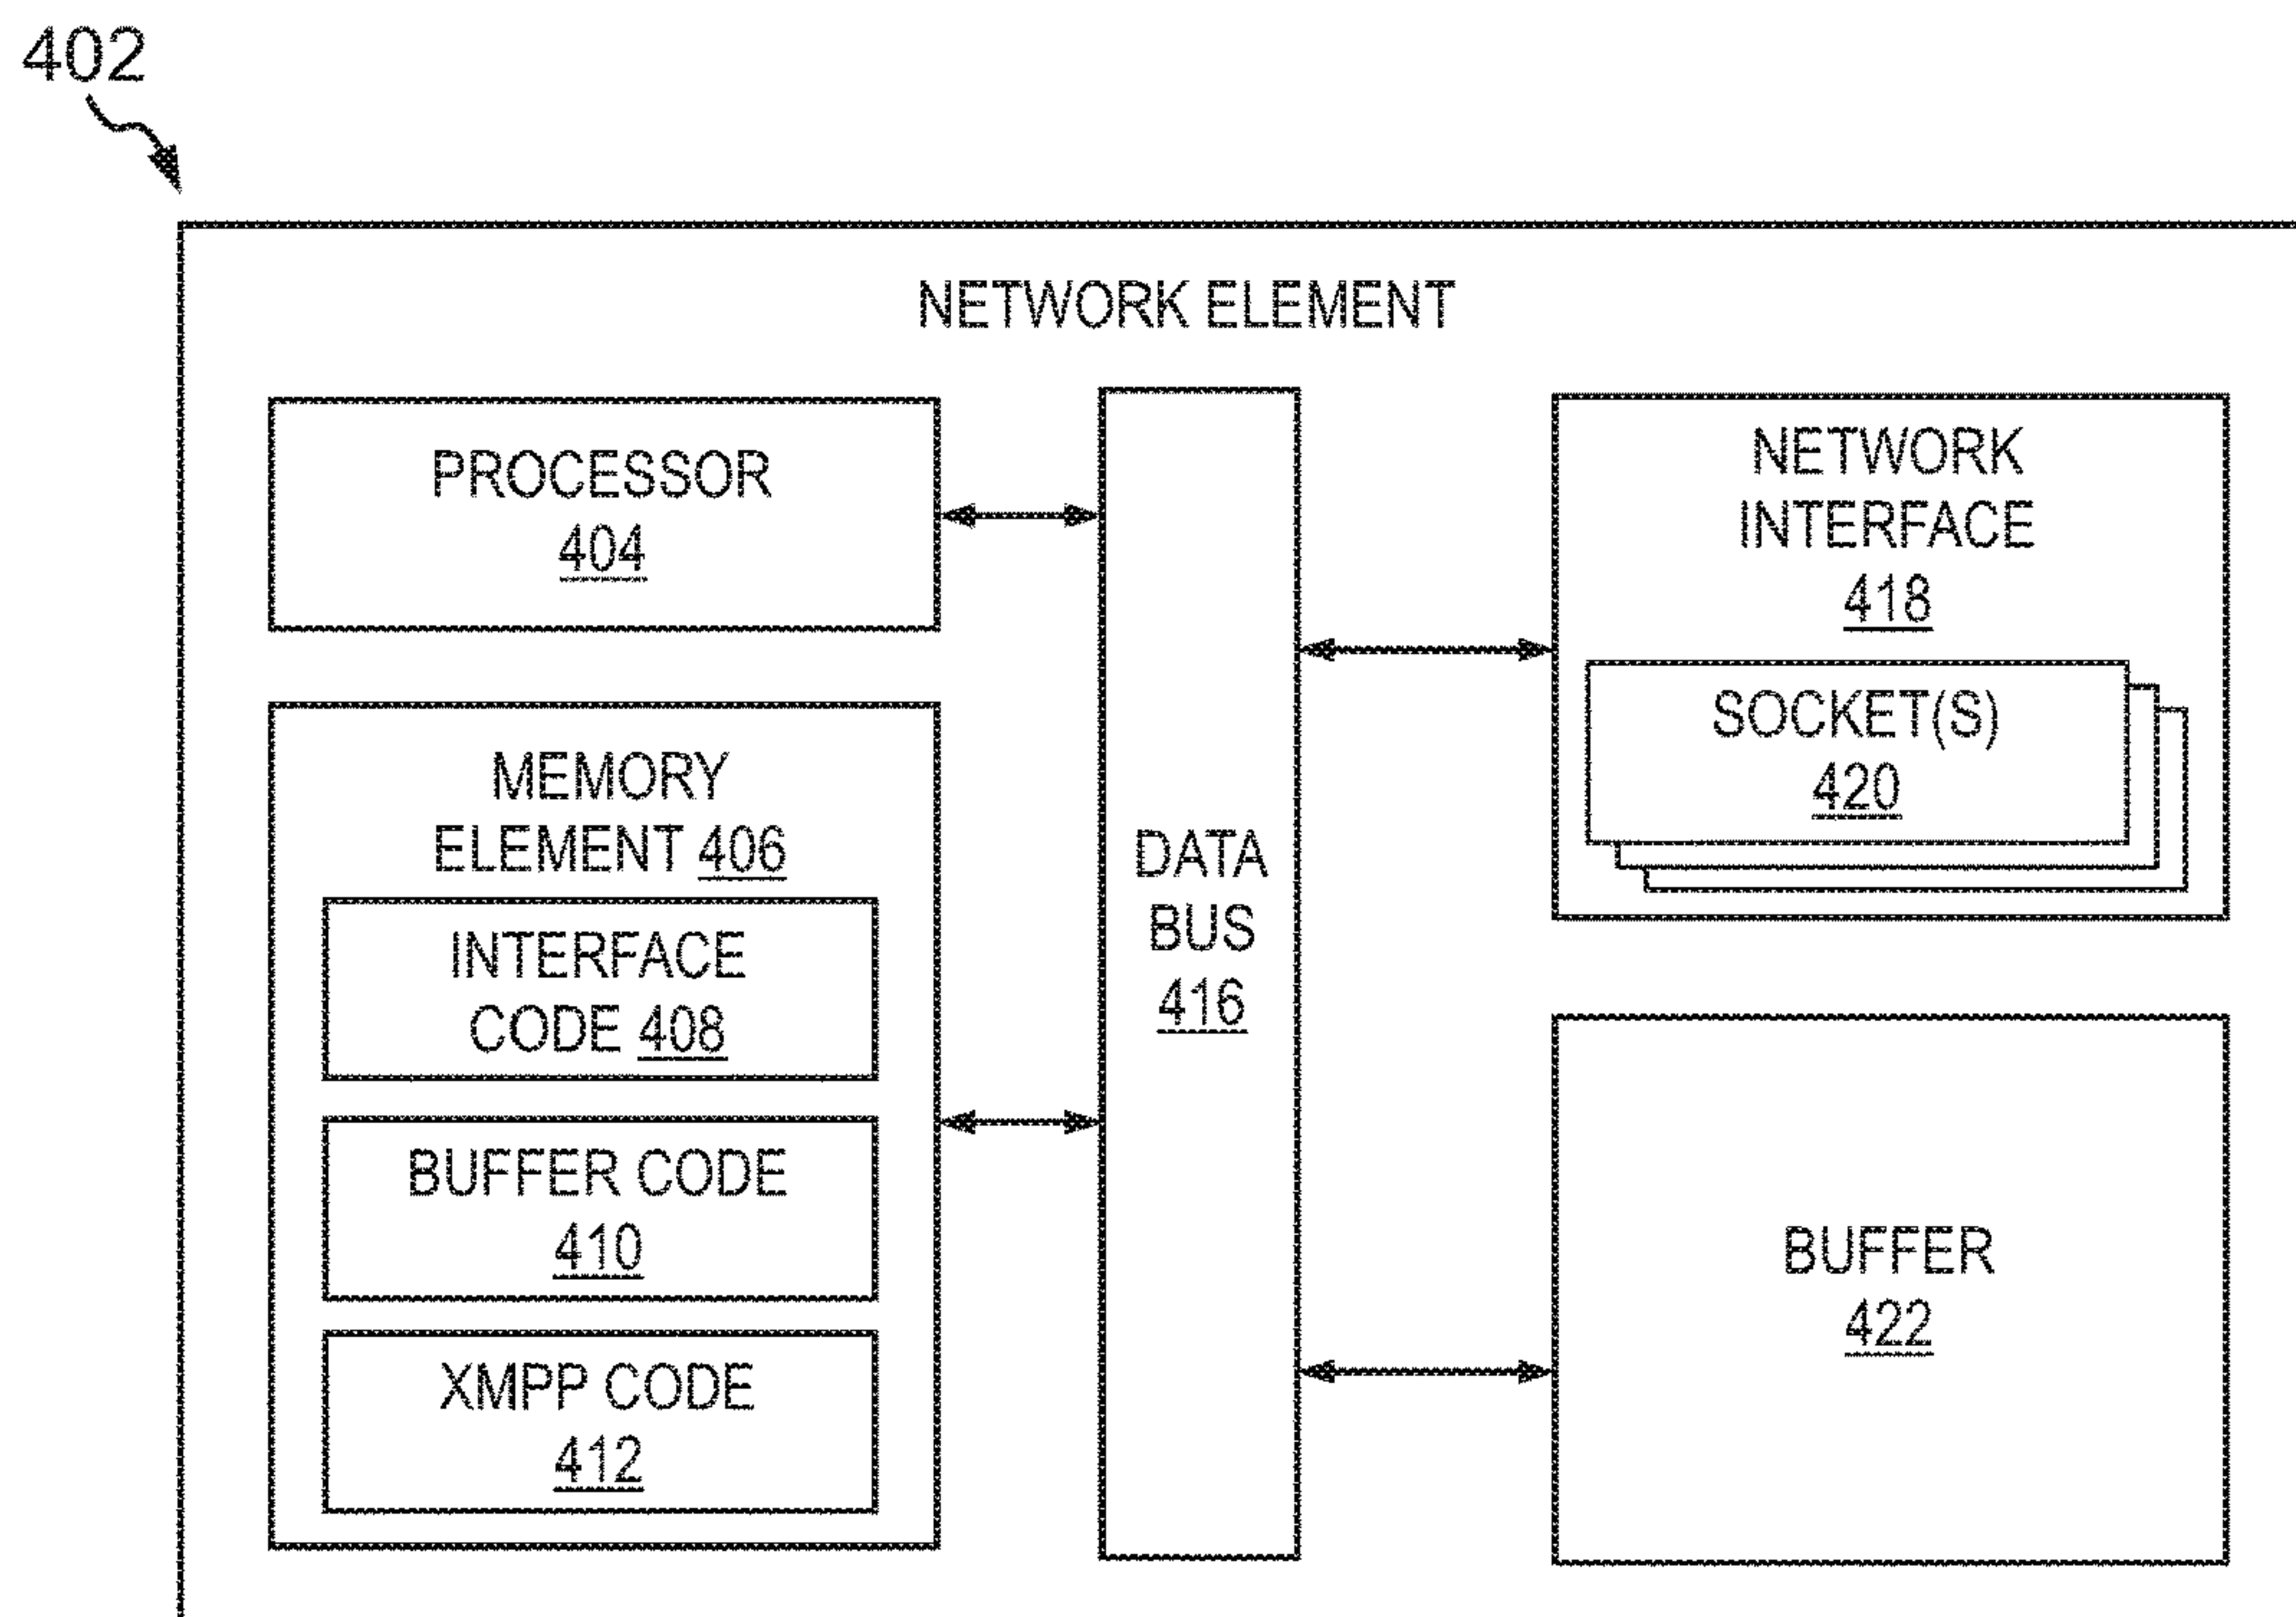 402
NETWORK ELEMENT
PROCESSOR
404
MEMORY
ELEMENT 406
INTERFACE
CODE 408
BUFFER CODE
410
XMPP CODE
412
DATA
BUS
416
NETWORK
INTERFACE
418
SOCKET(S)
420
BUFFER
422